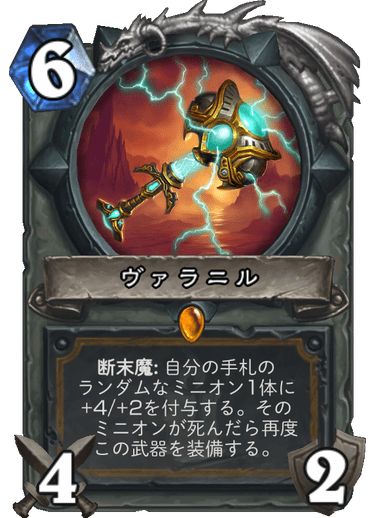 6
ヴァラニル
断末魔: 自分の手札の
ランダムなミニオン1体に
+4/+2を付与する。その
ミニオンが死んだら再度
この武器を装備する。
4
2